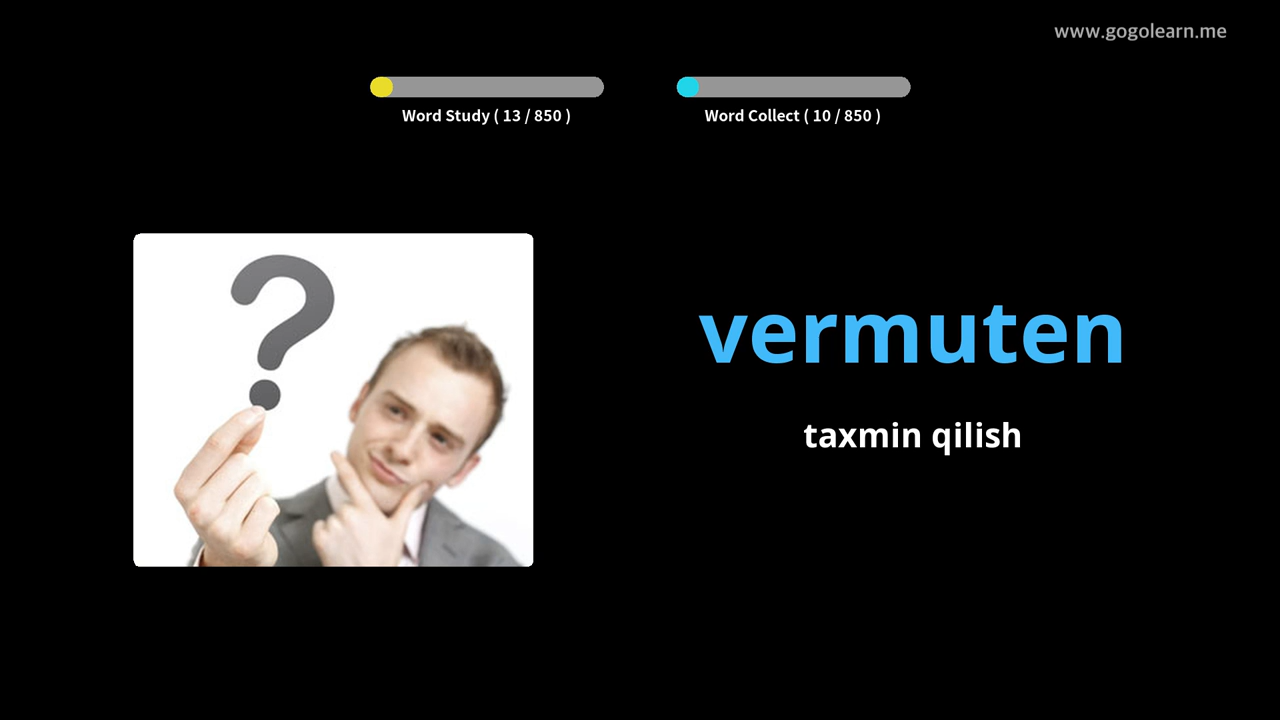 www.gogolearn.me
Word Study ( 13 / 850 )
Word Collect ( 10 / 850 )
vermuten
taxmin qilish